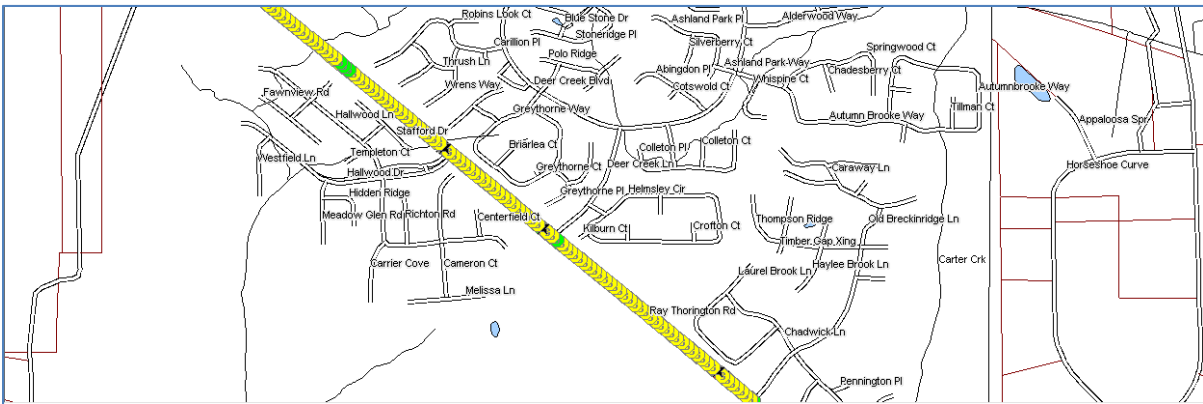 Robins Look Ct
Blue Stone Dr
Ashland Park Pl
Alderwood Way
Stoneridge Pl
Carillion Pl
Silverberry Ct
Springwood Ct
Polo Ridge
Thrush Ln
Ashland Park Way
Abingdon Pl
Chadesberry Ct
Wrens Way
Deer Creek Blvd
Whispine Ct
Cotswold Ct
Autumnbrooke Way
Fawnview Rd
Greythorne Way
Tillman Ct
Hallwood Ln
Autumn Brooke Way
Appaloosa Spr
Stafford Dr
Briarlea Ct
Colleton Pl
Colleton Ct
Templeton Ct
Westfield Ln
Greythorne Ct
Deer Creek Ln
Caraway Ln
Horseshoe Curve
Hallwood Dr
Hidden Ridge
Greythorne Pl
Helmsley Cir
Meadow Glen Rd
Richton Rd
Centerfield Ct
Thompson Ridge
Old Breckinridge Ln
Kilburn Ct
Crofton Ct
Timber Gap Xing
Carrier Cove
Cameron Ct
Haylee Brook Ln
Carter Crk
Laurel Brook Ln
Melissa Ln
Ray Thorington Rd
Chadwick Ln
Pennington Pl